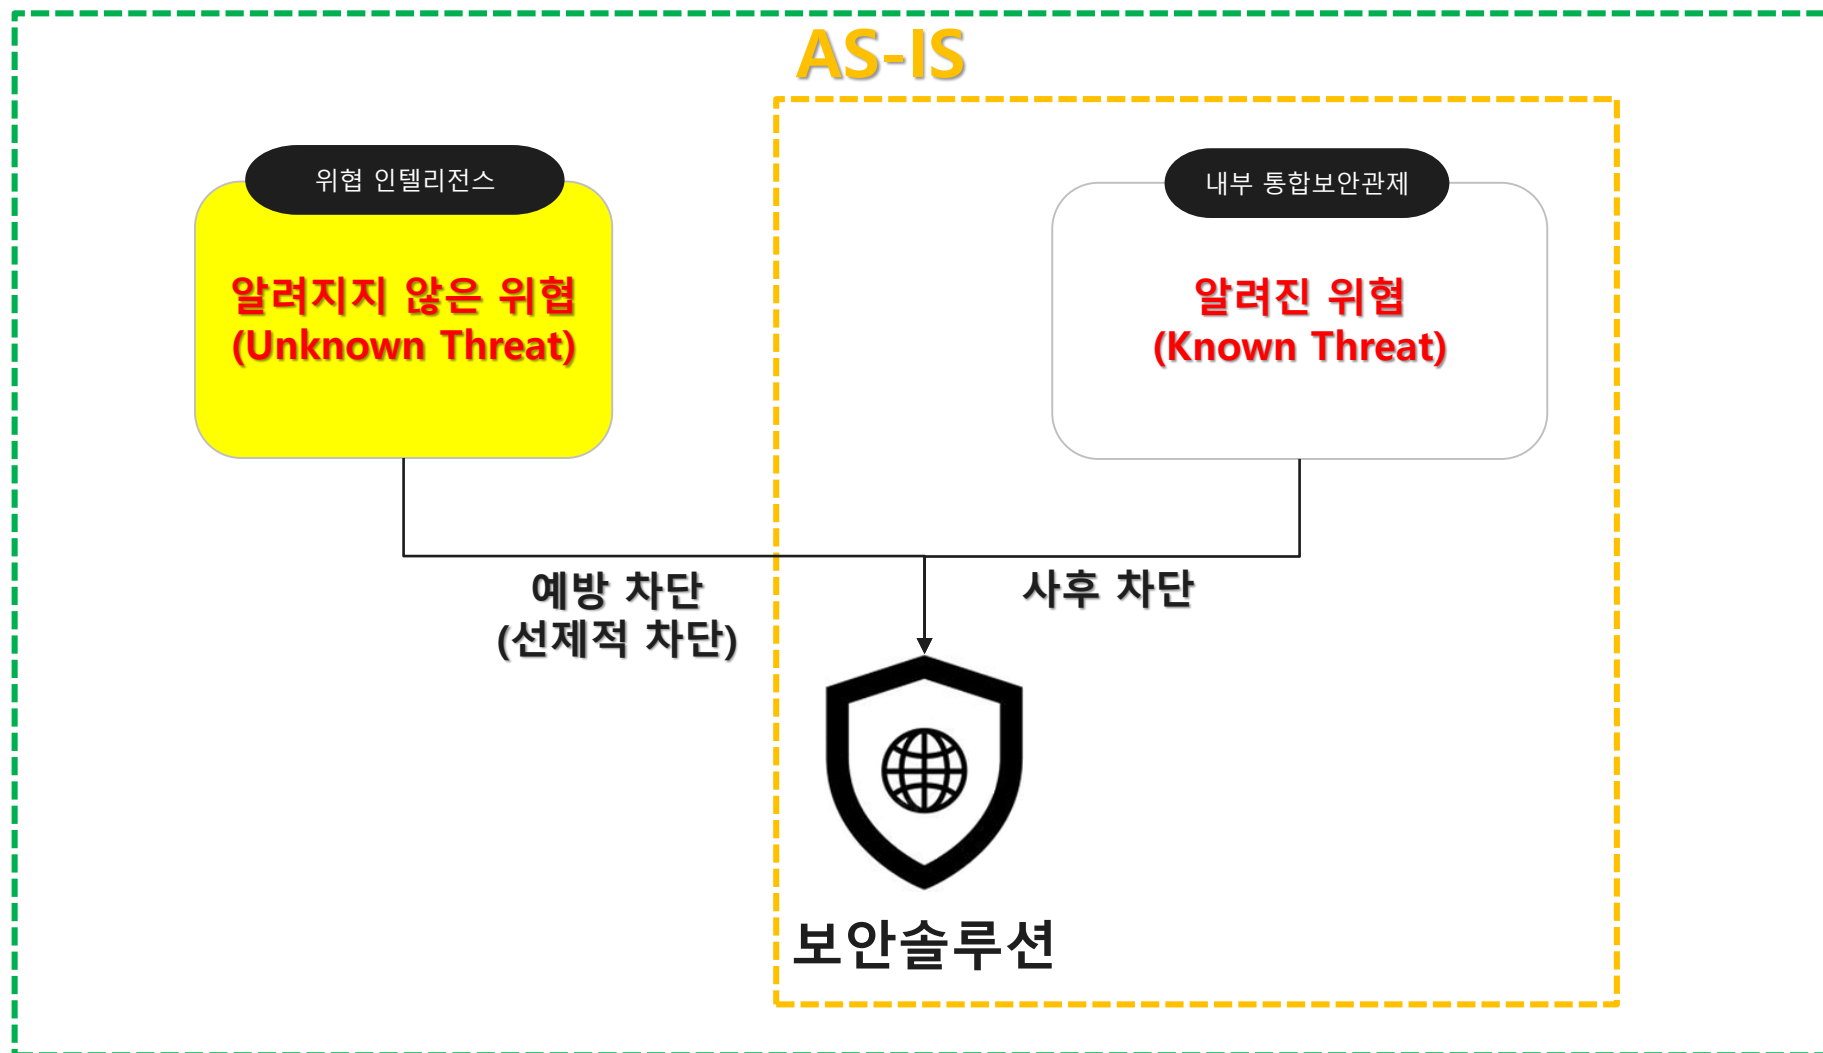 AS-IS
위협 인텔리전스
알려지지 않은 위협
(Unknown Threat)
내부 통합보안관제
알려진 위협
(Known Threat)
예방 차단
(선제적 차단)
사후 차단
보안솔루션